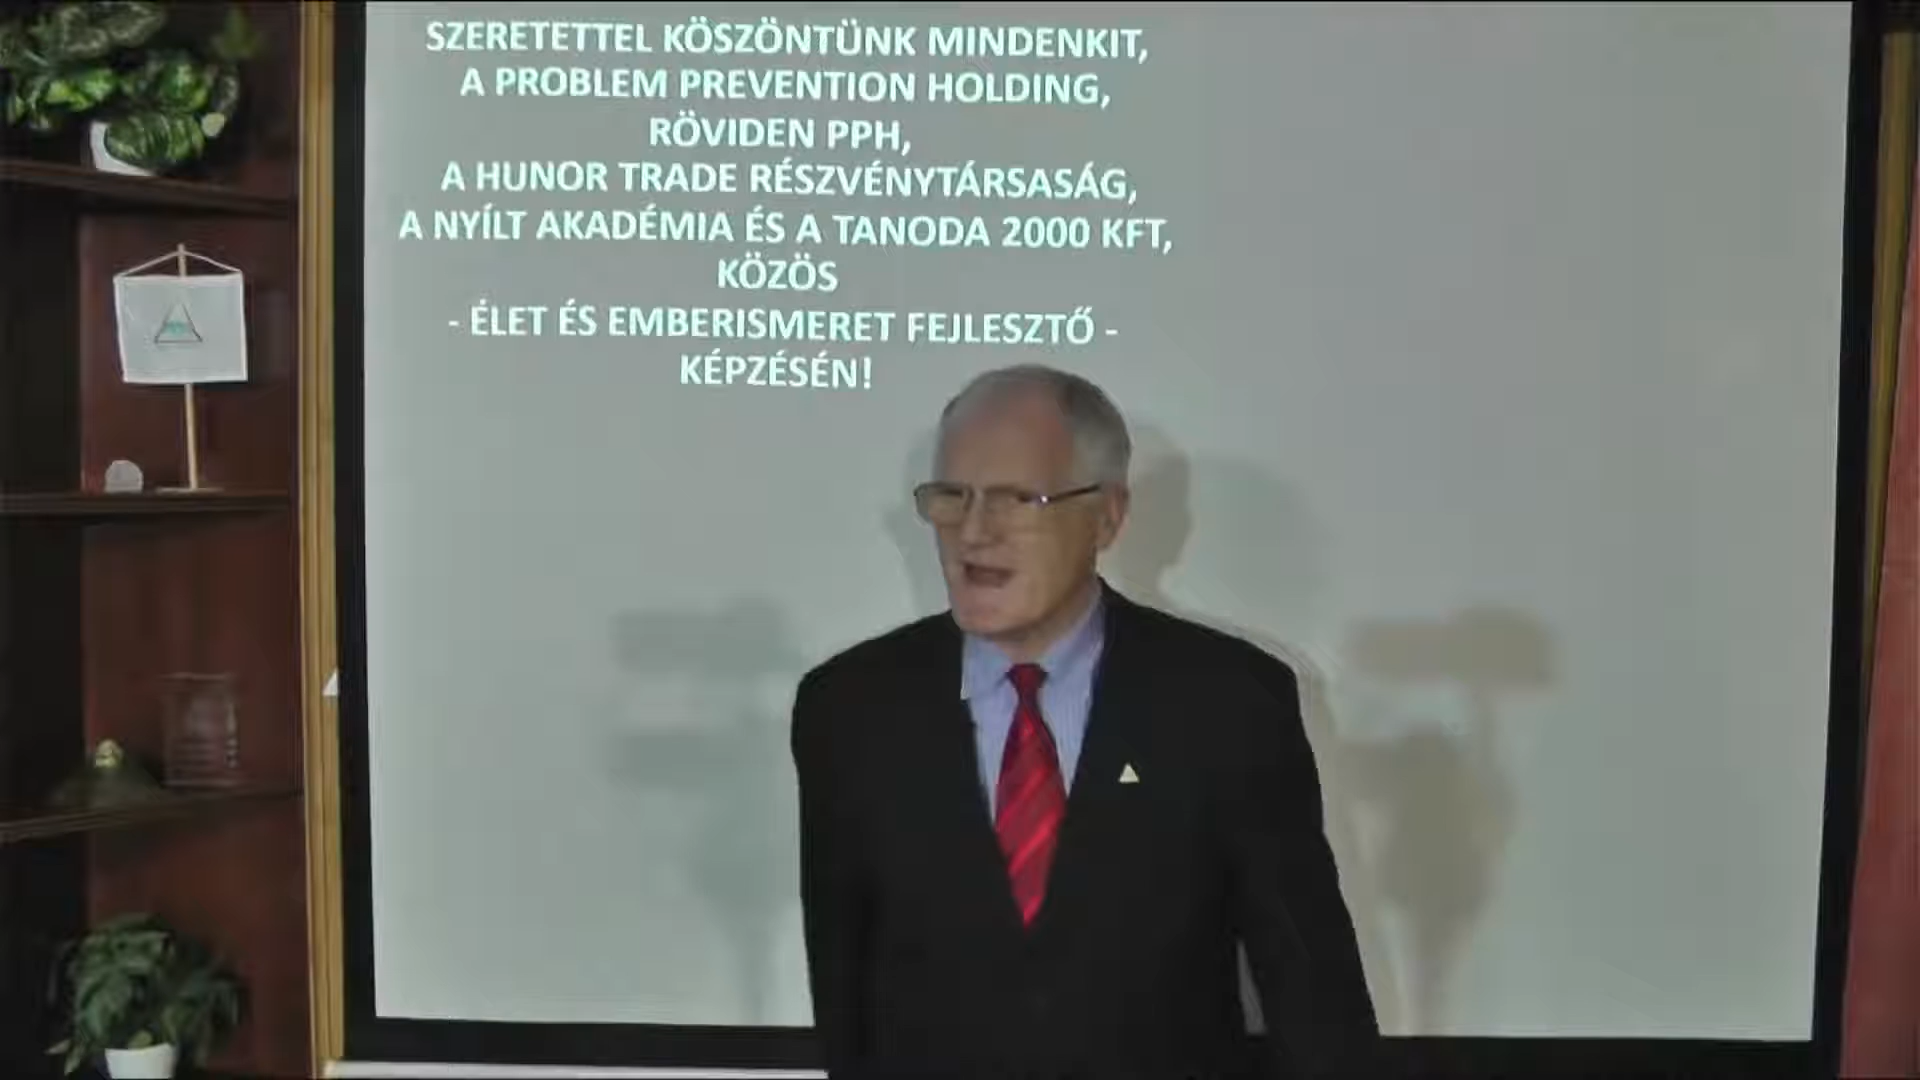 SZERETETTEL KÖSZÖNTÜNK MINDENKIT,
A PROBLEM PREVENTION HOLDING,
RÖVIDEN PPH,
A HUNOR TRADE RÉSZVÉNYTÁRSASÁG,
A NYÍLT AKADÉMIA ÉS A TANODA 2000 KFT,
KÖZÖS
- ÉLET ÉS EMBERISMERET FEJLESZTŐ -
KÉPZÉSÉN!